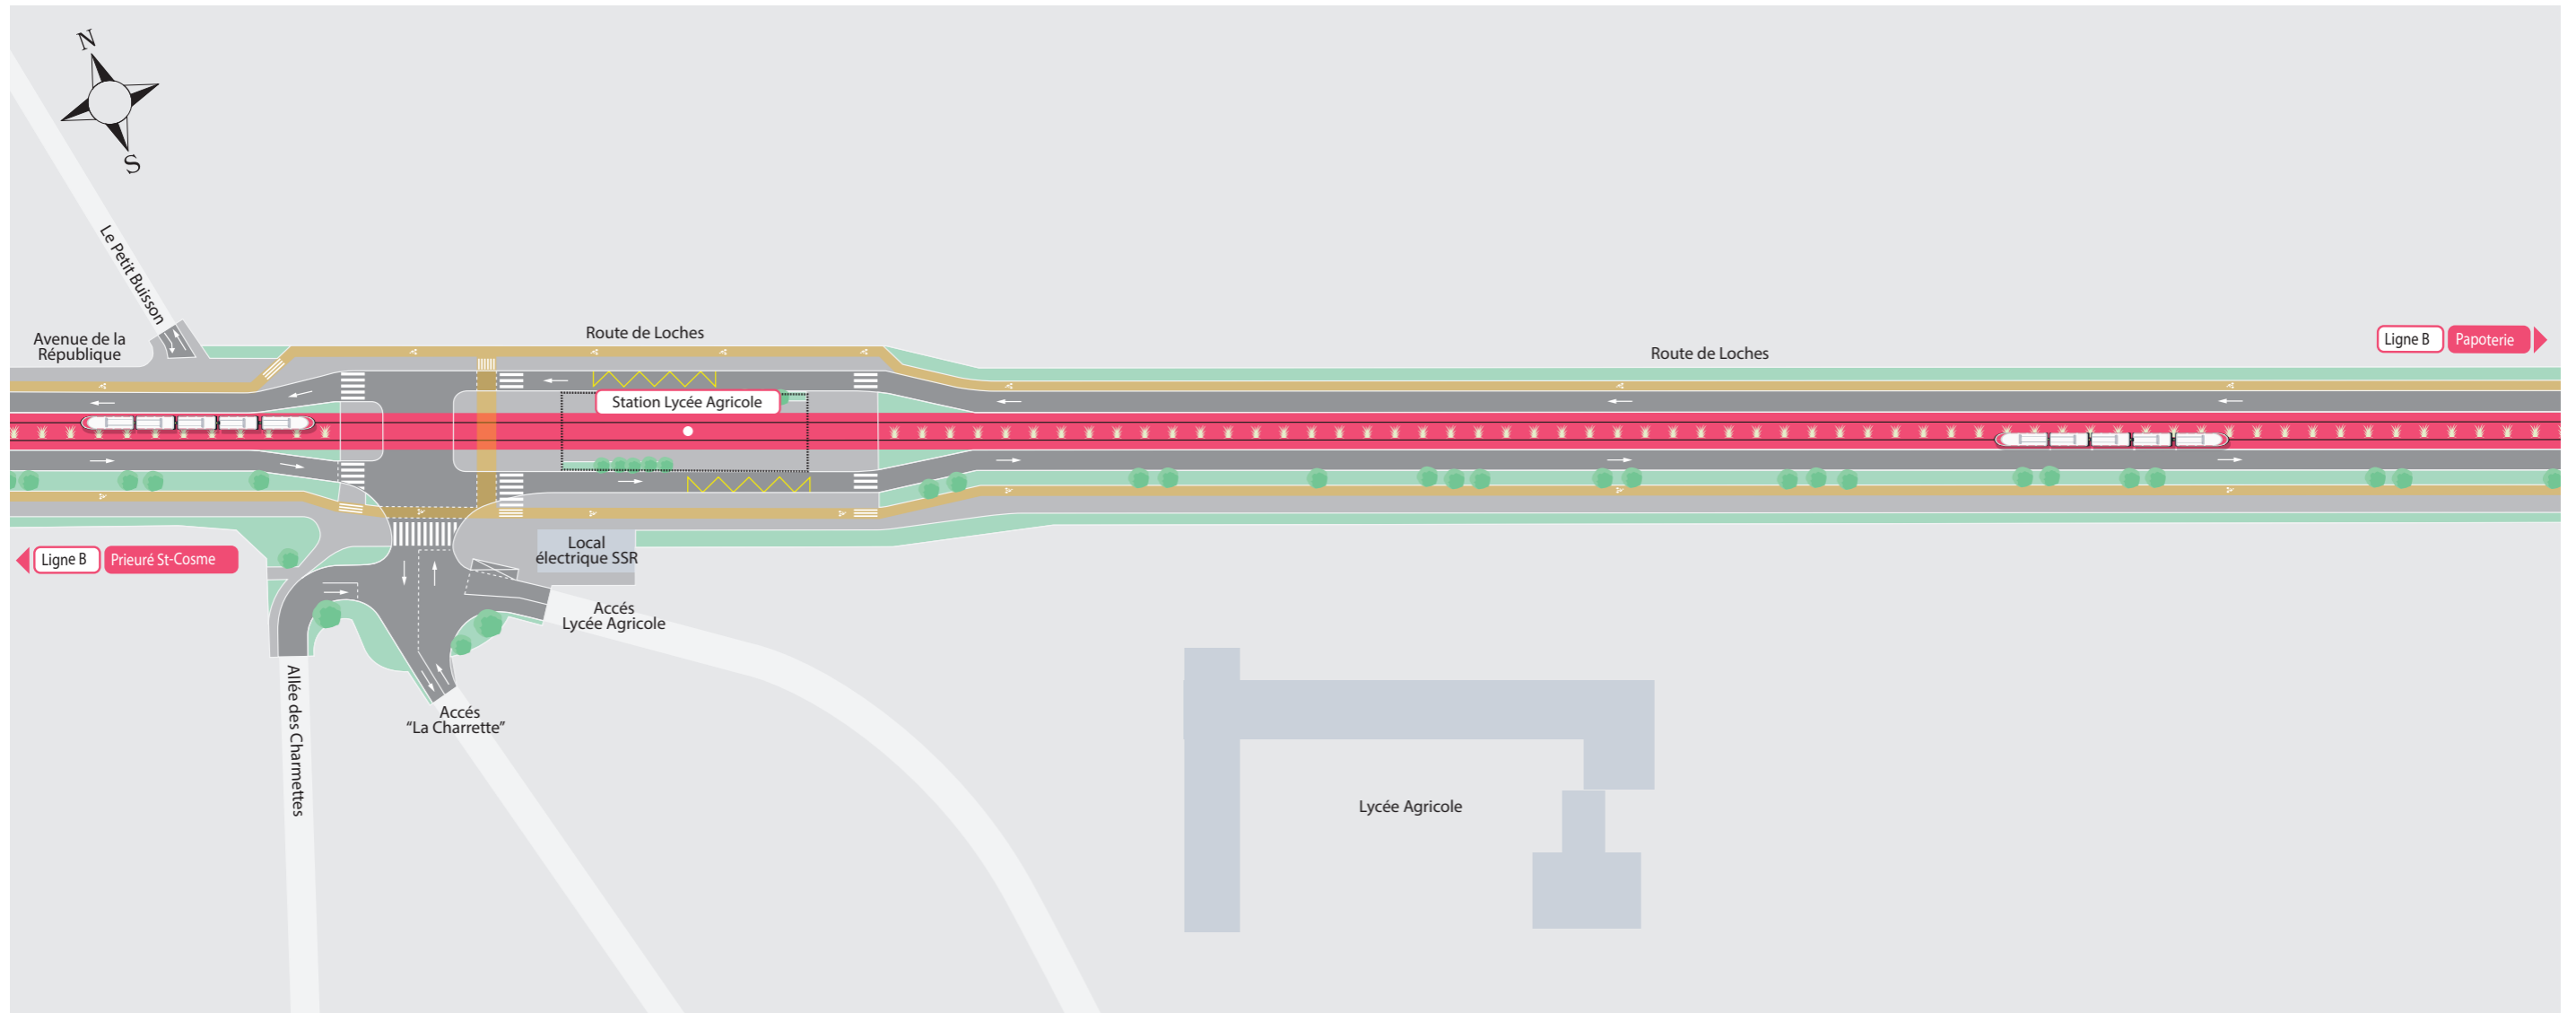 N
S
Le Petit Buisson
Avenue de la
République
Route de Loches
Route de Loches
Ligne B
Papoterie
Station Lycée Agricole
Ligne B
Prieuré St-Cosme
Local
électrique SSR
Accés
Lycée Agricole
Allée des Charmettes
Accés
“La Charrette”
Lycée Agricole